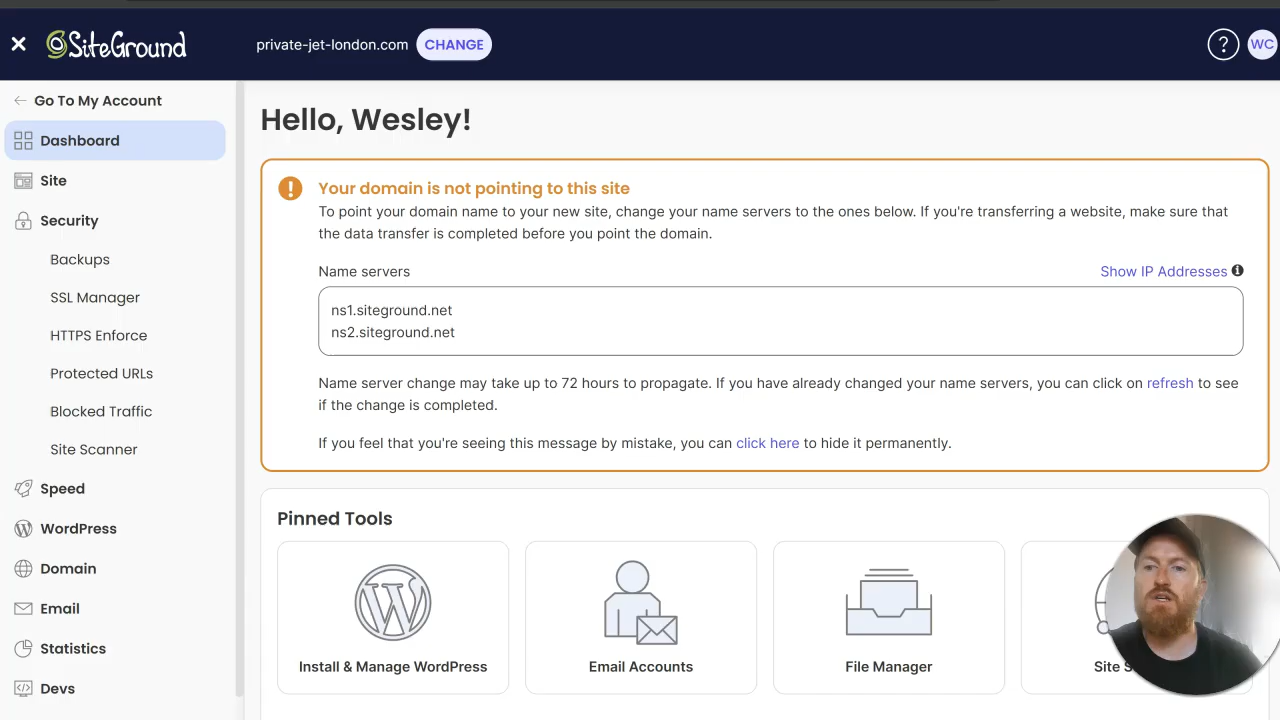 SiteGround
private-jet-london.com CHANGE
? WC
Go To My Account
Dashboard
Site
Security
Backups
SSL Manager
HTTPS Enforce
Protected URLs
Blocked Traffic
Site Scanner
Speed
WordPress
Domain
Email
Statistics
Devs
Hello, Wesley!
Your domain is not pointing to this site
To point your domain name to your new site, change your name servers to the ones below. If you're transferring a website, make sure that
the data transfer is completed before you point the domain.
Name servers
Show IP Addresses
ns1.siteground.net
ns2.siteground.net
Name server change may take up to 72 hours to propagate. If you have already changed your name servers, you can click on refresh to see
if the change is completed.
If you feel that you're seeing this message by mistake, you can click here to hide it permanently.
Pinned Tools
Install & Manage WordPress
Email Accounts
File Manager
Site